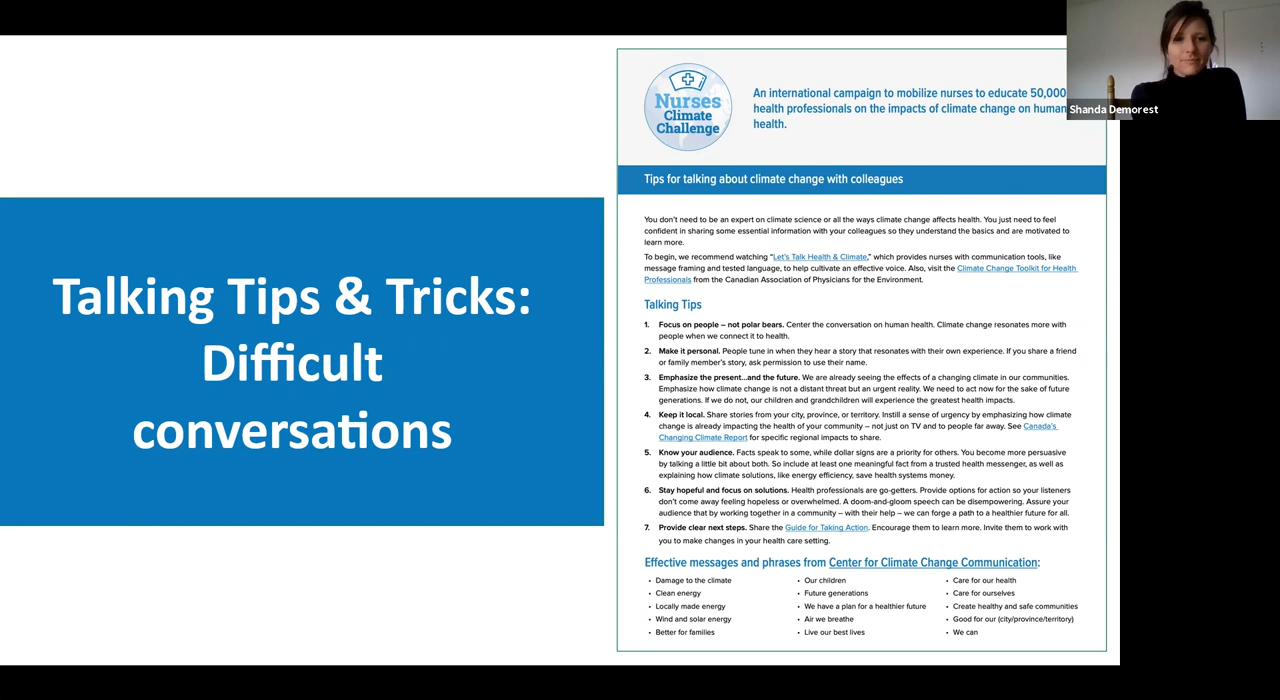 Talking Tips & Tricks:
Difficult
conversations
Nurses
Climate
Challenge
An international campaign to mobilize nurses to educate 50,000
health professionals on the impacts of climate change on human
health.
Shanda Demorest
Tips for talking about climate change with colleagues
You don't need to be an expert on climate science or all the ways climate change affects health. You just need to feel
confident in sharing some essential information with your colleagues so they understand the basics and are motivated to
learn more.
To begin, we recommend watching "Let's Talk Health & Climate," which provides nurses with communication tools, like
message framing and tested language, to help cultivate an effective voice. Also, visit the Climate Change Toolkit for Health
Professionals from the Canadian Association of Physicians for the Environment.
Talking Tips
1. Focus on people – not polar bears. Center the conversation on human health. Climate change resonates more with
people when we connect it to health.
2. Make it personal. People tune in when they hear a story that resonates with their own experience. If you share a friend
or family member's story, ask permission to use their name.
3. Emphasize the present...and the future. We are already seeing the effects of a changing climate in our communities.
Emphasize how climate change is not a distant threat but an urgent reality. We need to act now for the sake of future
generations. If we do not, our children and grandchildren will experience the greatest health impacts.
4. Keep it local. Share stories from your city, province, or territory. Instill a sense of urgency by emphasizing how climate
change is already impacting the health of your community – not just on TV and to people far away. See Canada's
Changing Climate Report for specific regional impacts to share.
5. Know your audience. Facts speak to some, while dollar signs are a priority for others. You become more persuasive
by talking a little bit about both. So include at least one meaningful fact from a trusted health messenger, as well as
explaining how climate solutions, like energy efficiency, save health systems money.
6. Stay hopeful and focus on solutions. Health professionals are go-getters. Provide options for action so your listeners
don't come away feeling hopeless or overwhelmed. A doom-and-gloom speech can be disempowering. Assure your
audience that by working together in a community – with their help – we can forge a path to a healthier future for all.
7. Provide clear next steps. Share the Guide for Taking Action. Encourage them to learn more. Invite them to work with
you to make changes in your health care setting.
Effective messages and phrases from Center for Climate Change Communication:
• Damage to the climate
• Clean energy
• Locally made energy
• Wind and solar energy
• Better for families
• Our children
• Future generations
• We have a plan for a healthier future
• Air we breathe
• Live our best lives
• Care for our health
• Care for ourselves
• Create healthy and safe communities
• Good for our (city/province/territory)
• We can